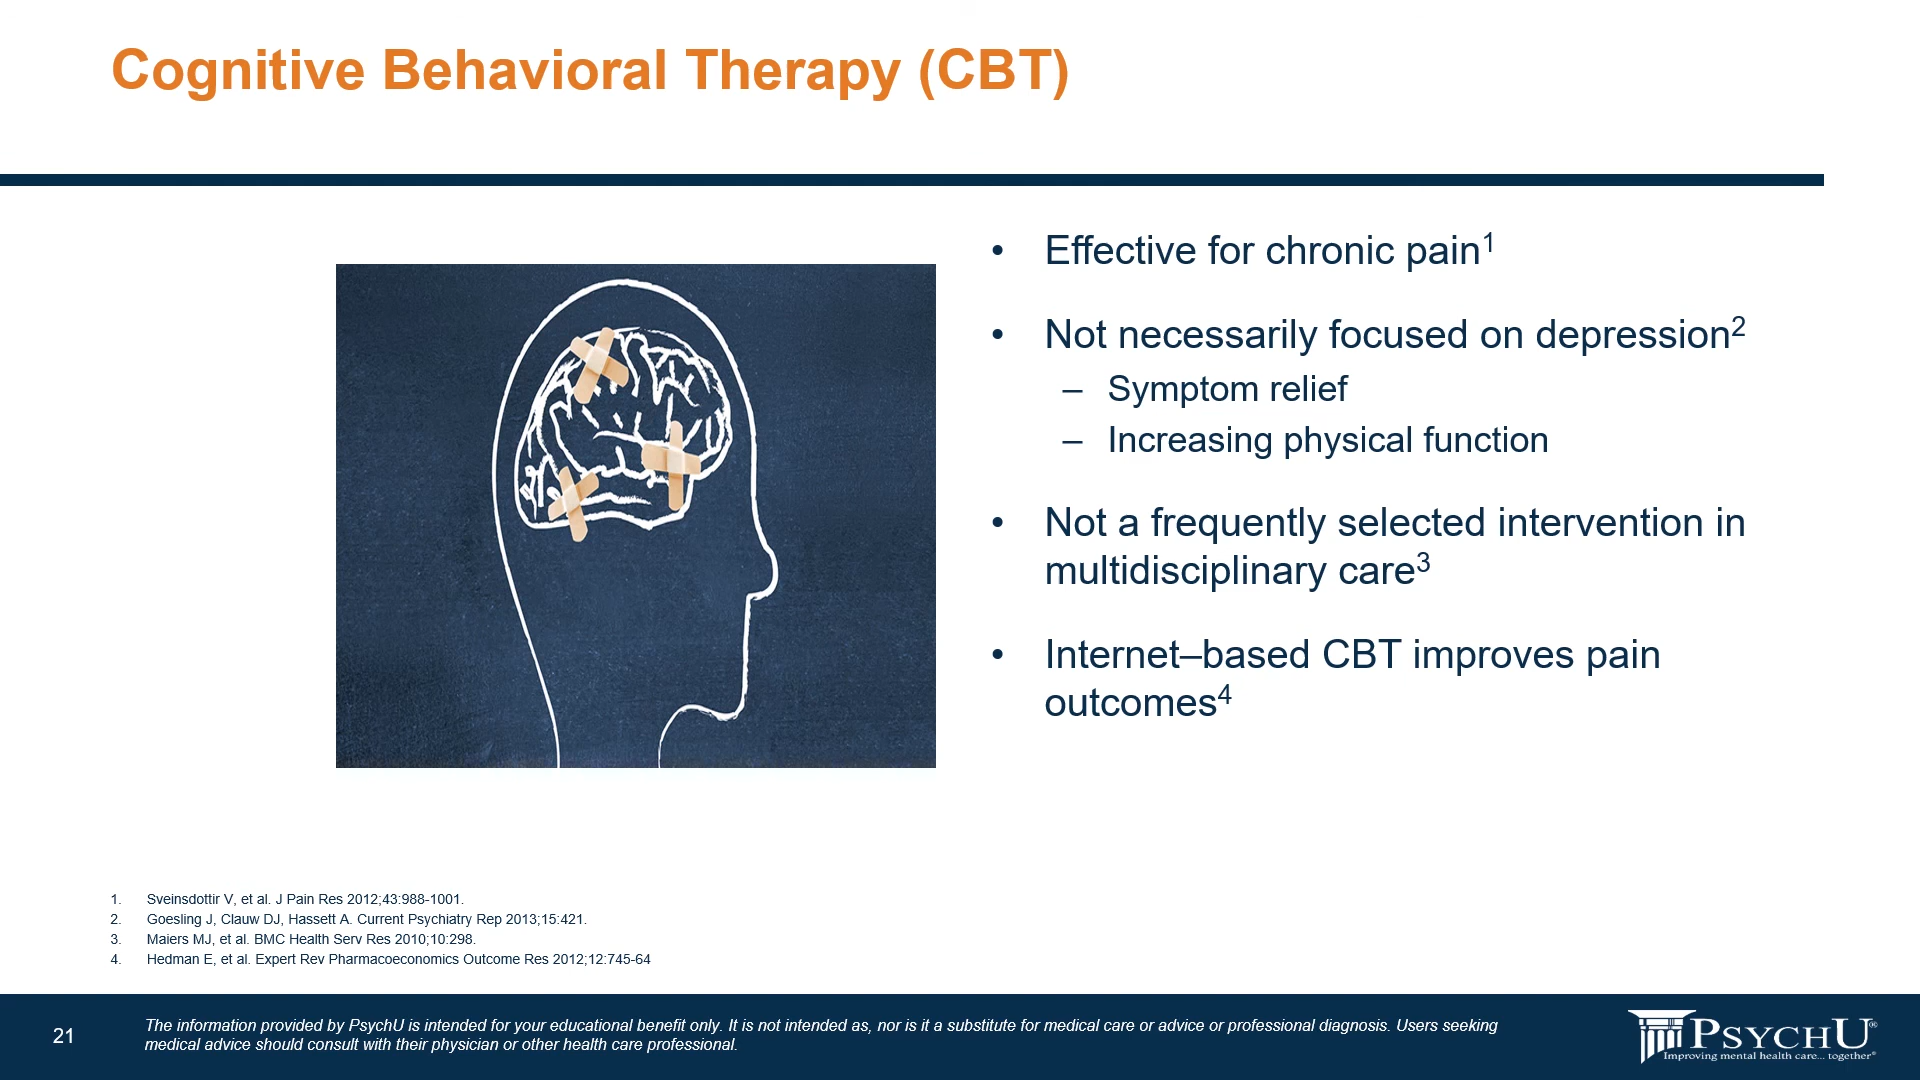 Cognitive Behavioral Therapy (CBT)
• Effective for chronic pain¹
• Not necessarily focused on depression²
– Symptom relief
– Increasing physical function
• Not a frequently selected intervention in
multidisciplinary care³
• Internet–based CBT improves pain
outcomes⁴
1. Sveinsdottir V, et al. J Pain Res 2012;43:988-1001.
2. Goesling J, Clauw DJ, Hassett A. Current Psychiatry Rep 2013;15:421.
3. Maiers MJ, et al. BMC Health Serv Res 2010;10:298.
4. Hedman E, et al. Expert Rev Pharmacoeconomics Outcome Res 2012;12:745-64
21
The information provided by PsychU is intended for your educational benefit only. It is not intended as, nor is it a substitute for medical care or advice or professional diagnosis. Users seeking
medical advice should consult with their physician or other health care professional.
PSYCHU®
Improving mental health care... together®